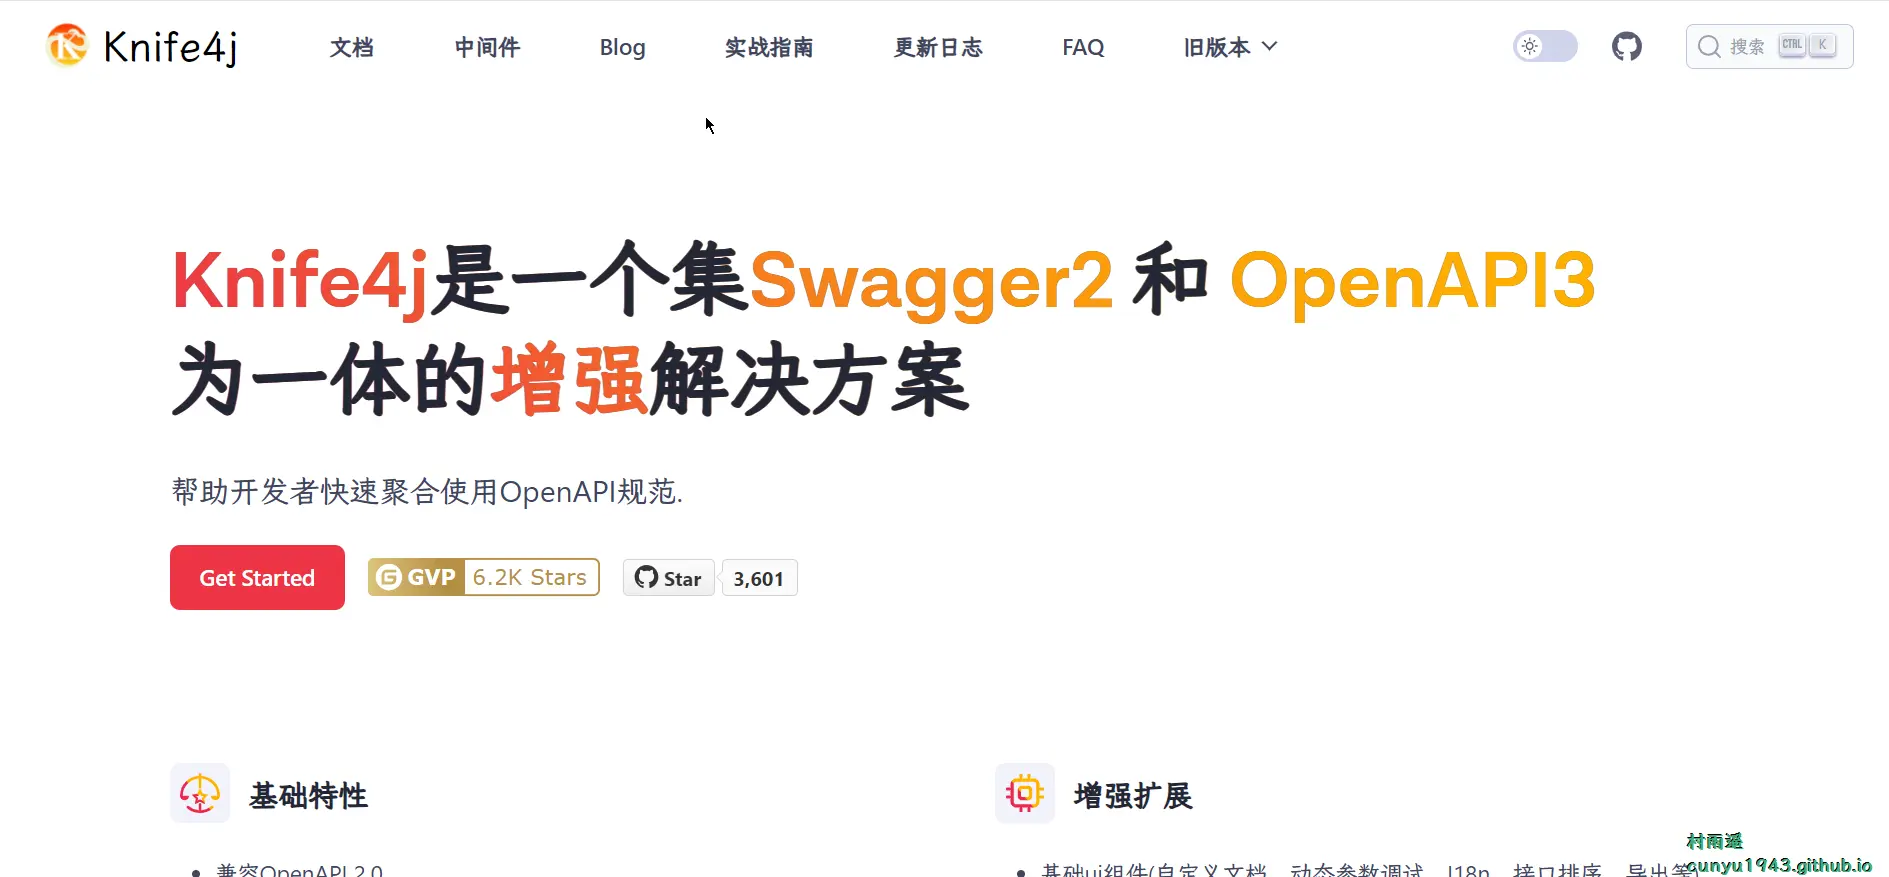 Knife4j 文档 中间件 Blog 实战指南 更新日志 FAQ 旧版本 搜索 CTRL K
Knife4j是一个集Swagger2 和 OpenAPI3
为一体的增强解决方案
帮助开发者快速聚合使用OpenAPI规范.
Get Started GVP 6.2K Stars Star 3,601
基础特性
增强扩展
兼容OpenAPI 2.0
基础ui组件(自定义文档、动态参数调试、I18n、接口排序、导出等)
村雨遥
cunyu1943.github.io